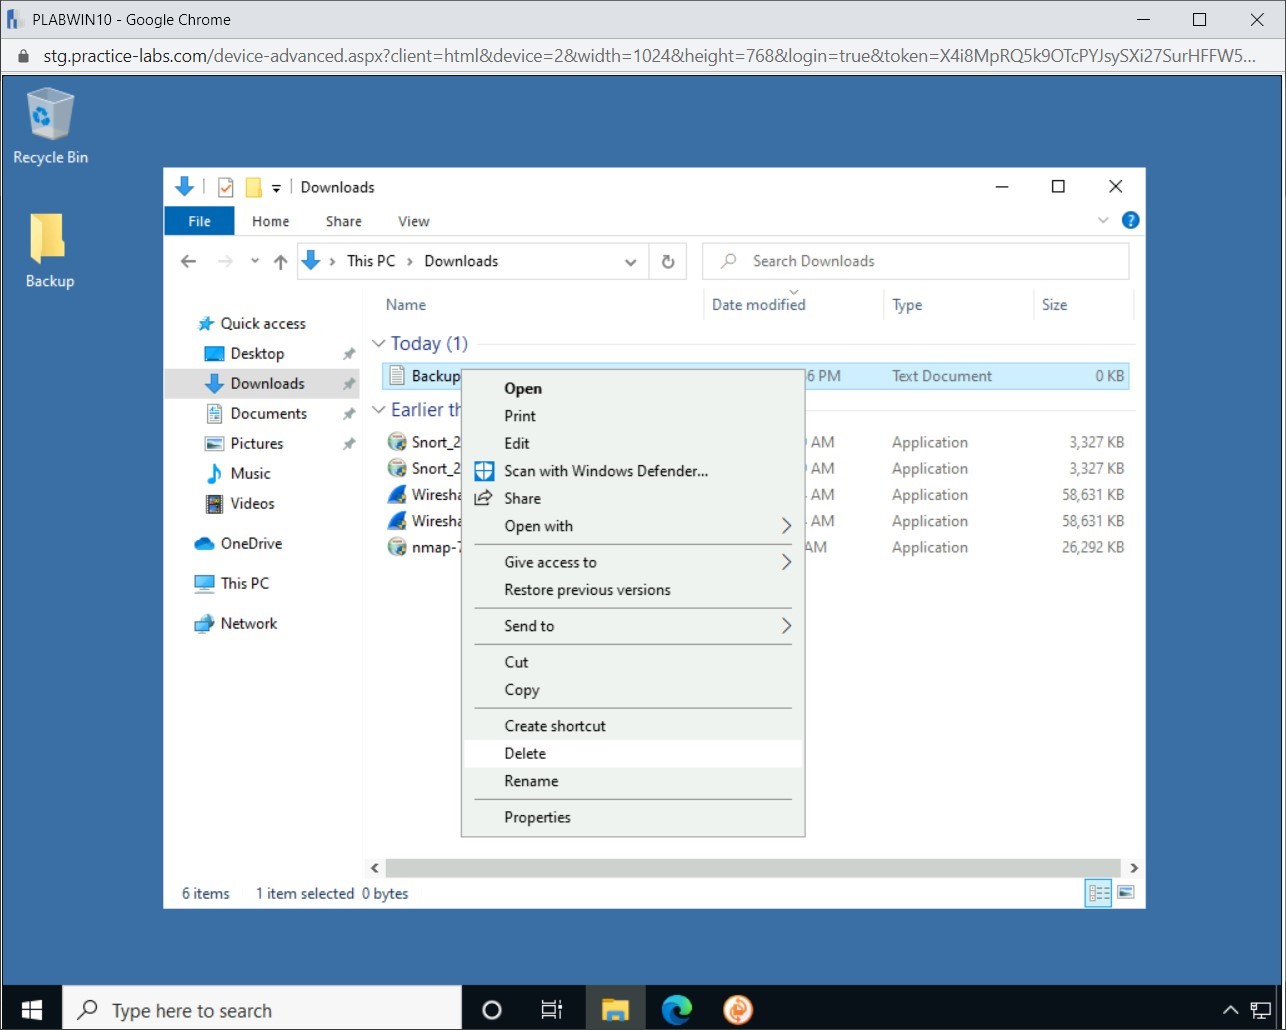 PLABWIN10 - Google Chrome
stg.practice-labs.com/device-advanced.aspx?client=html&device=2&width=1024&height=768&login=true&token=X4i8MpRQ5k9OTcPYJsySXi27SurHFFW5...
Recycle Bin
Backup
Downloads
File Home Share View
This PC > Downloads
Search Downloads
Name Date modified Type Size
Quick access
Desktop
Downloads
Documents
Pictures
Music
Videos
OneDrive
This PC
Network
Today (1)
Backup 6 PM Text Document 0 KB
Earlier th
Snort_2 AM Application 3,327 KB
Snort_2 AM Application 3,327 KB
Wiresha AM Application 58,631 KB
Wiresha AM Application 58,631 KB
nmap-7 AM Application 26,292 KB
Open
Print
Edit
Scan with Windows Defender...
Share
Open with
Give access to
Restore previous versions
Send to
Cut
Copy
Create shortcut
Delete
Rename
Properties
6 items 1 item selected 0 bytes
Type here to search